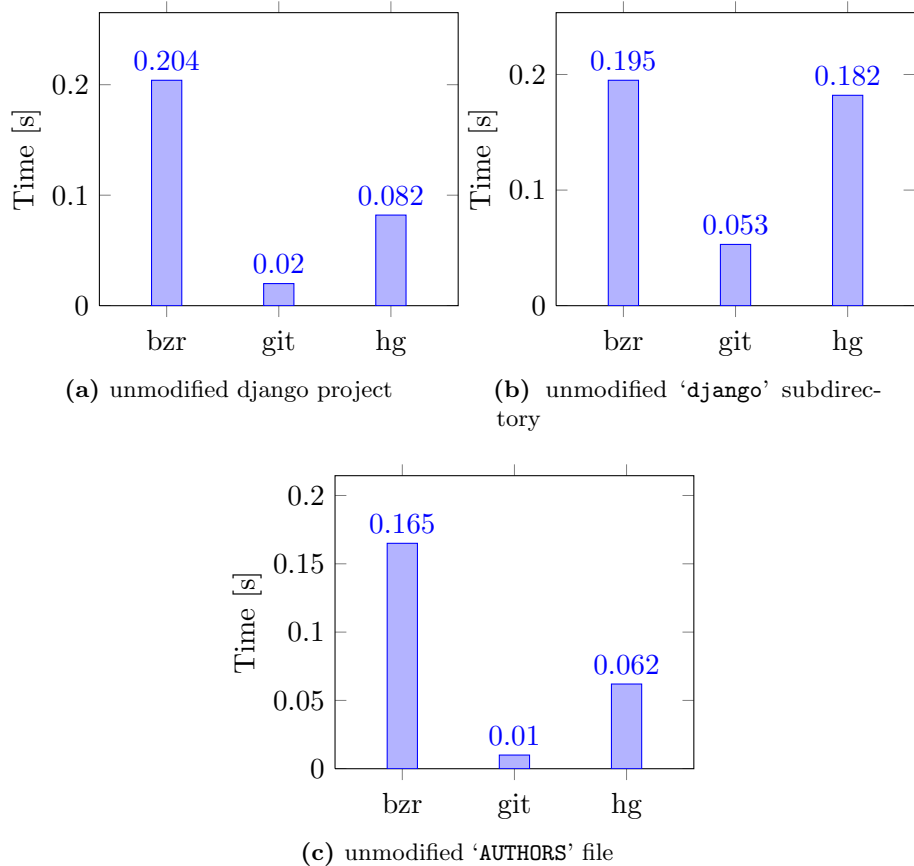 0.204
0.02
0.082
0.2
0.1
0
Time [s]
bzr git hg
(a) unmodified django project
0.195
0.053
0.182
0.2
0.1
0
Time [s]
bzr git hg
(b) unmodified ‘django’ subdirec-
tory
0.165
0.01
0.062
0.2
0.15
0.1
0.05
0
Time [s]
bzr git hg
(c) unmodified ‘AUTHORS’ file